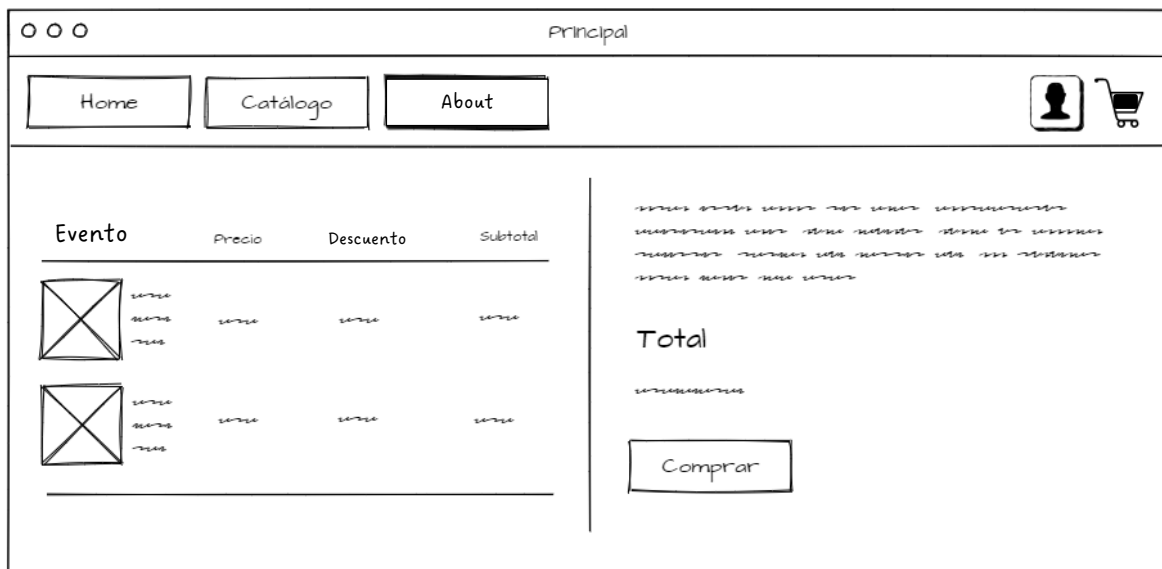 Principal
Home Catálogo About
Evento Precio Descuento Subtotal
Total
Comprar